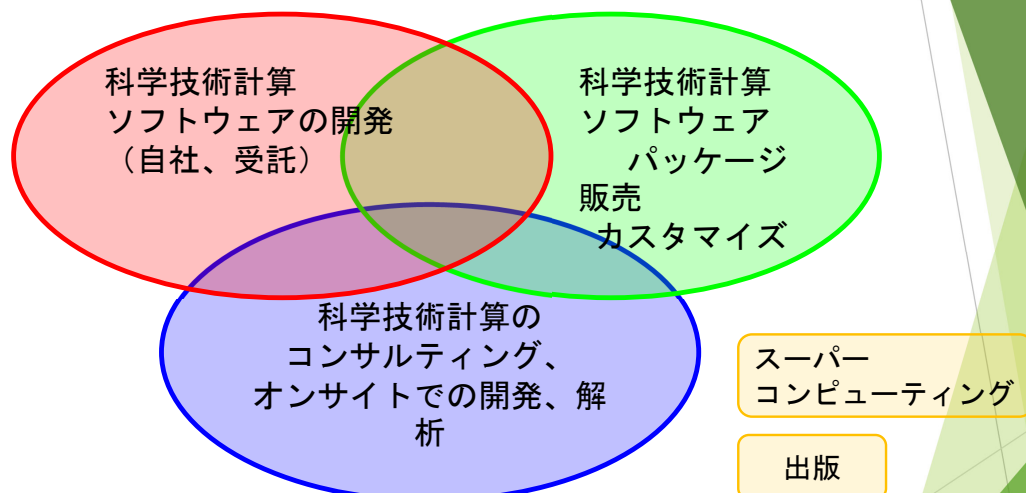 科学技術計算
ソフトウェアの開発
（自社、受託）
科学技術計算
ソフトウェア
パッケージ
販売
カスタマイズ
科学技術計算の
コンサルティング、
オンサイトでの開発、解
析
スーパー
コンピューティング
出版